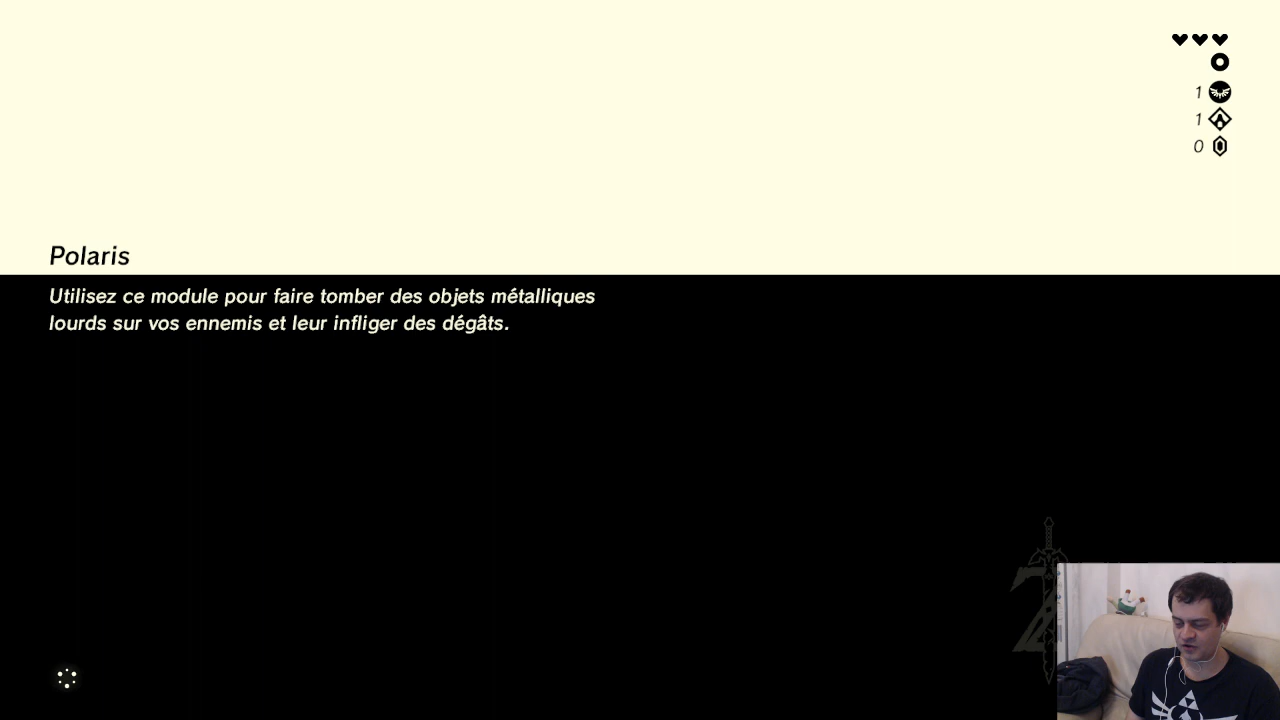 1
1
0
Polaris
Utilisez ce module pour faire tomber des objets métalliques
lourds sur vos ennemis et leur infliger des dégâts.
Z